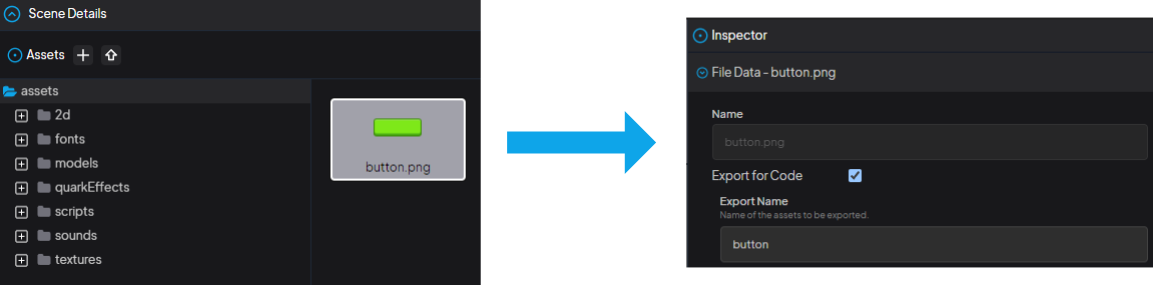 Scene Details
Assets
assets
2d
fonts
models
quarkEffects
scripts
sounds
textures
button.png
Inspector
File Data - button.png
Name
button.png
Export for Code
Export Name
Name of the assets to be exported.
button